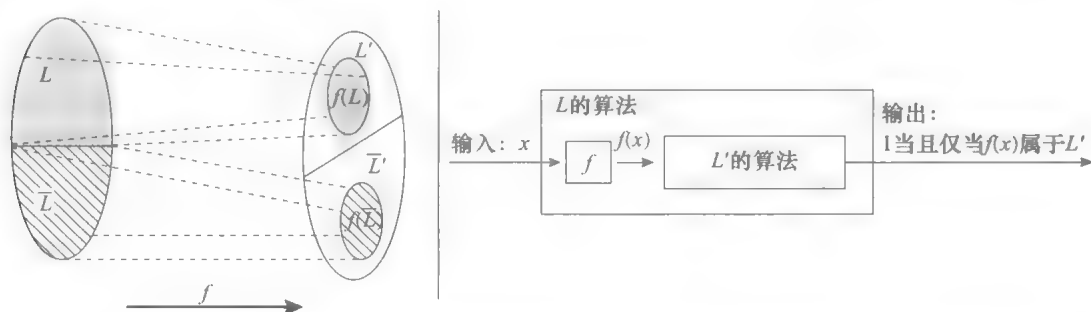 L
L̅
f(L)
L'
L̅'
f(L̅)
f
L的算法
输入：x
f
f(x)
L'的算法
输出：
1当且仅当f(x)属于L'